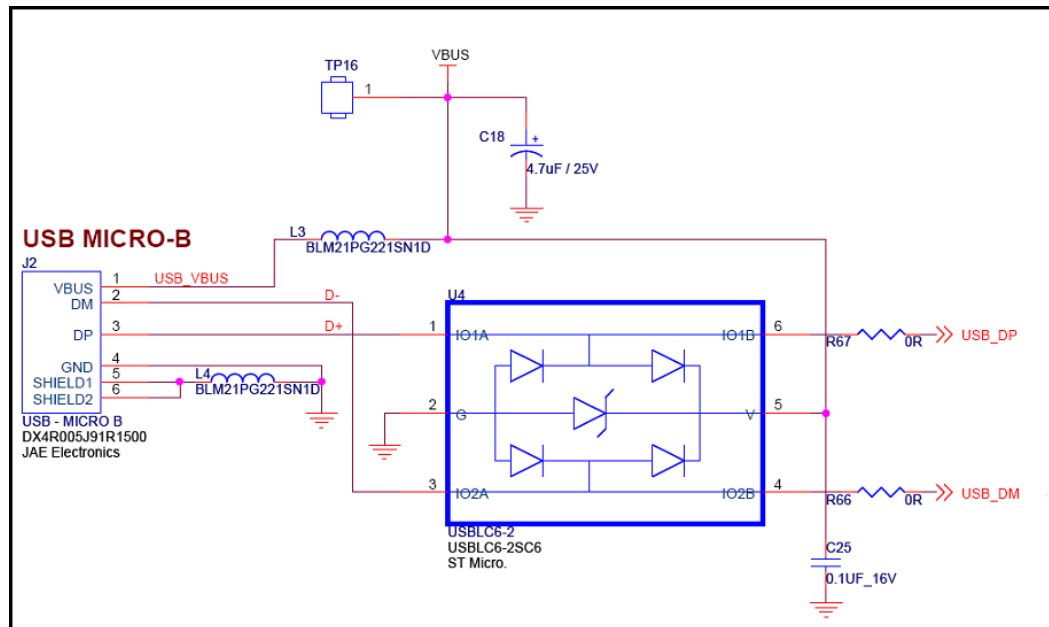 VBUS
TP16
1
C18
+
4.7uF / 25V
USB MICRO-B
L3
BLM21PG221SN1D
J2
USB_VBUS
VBUS
1
DM
2
D-
DP
3
D+
GND
4
SHIELD1
5
SHIELD2
6
L4
BLM21PG221SN1D
USB - MICRO B
DX4R005J91R1500
JAE Electronics
U4
1
IO1A
IO1B
6
R67
0R
USB_DP
2
G
V
5
3
IO2A
IO2B
4
R66
0R
USB_DM
USBLC6-2
USBLC6-2SC6
ST Micro.
C25
0.1UF_16V